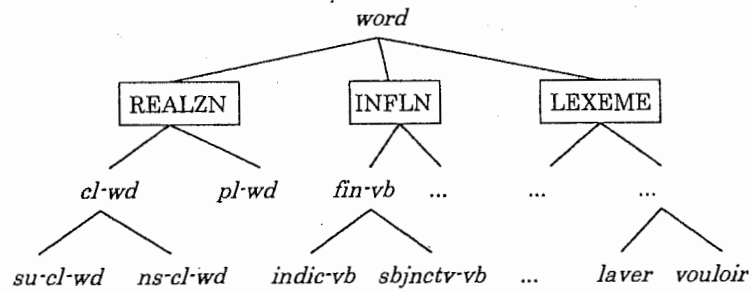 word
REALZN INFLN LEXEME
cl-wd pl-wd fin-vb ... ... ...
su-cl-wd ns-cl-wd indic-vb sbjnctv-vb ... laver vouloir